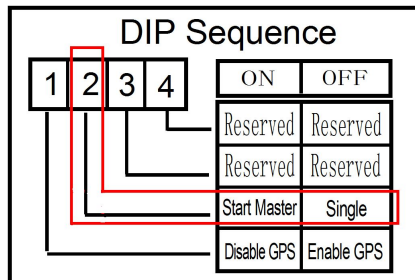 DIP Sequence
1 2 3 4 ON OFF
Reserved Reserved
Reserved Reserved
Start Master Single
Disable GPS Enable GPS